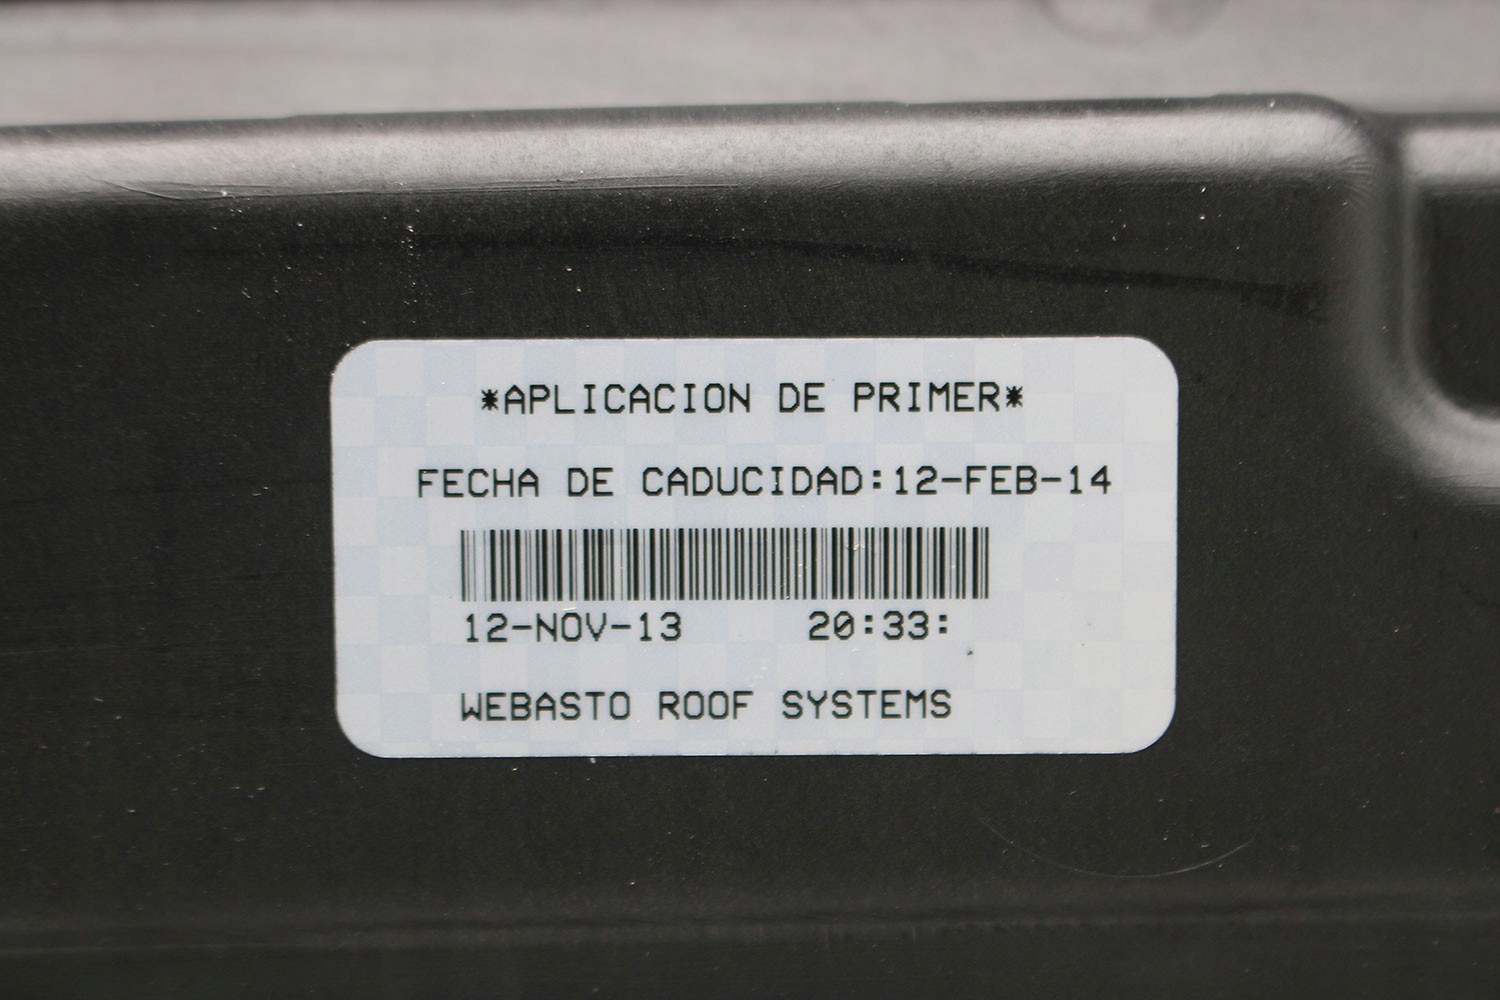 *APLICACION DE PRIMER*
FECHA DE CADUCIDAD:12-FEB-14
12-NOV-13 20:33:
WEBASTO ROOF SYSTEMS